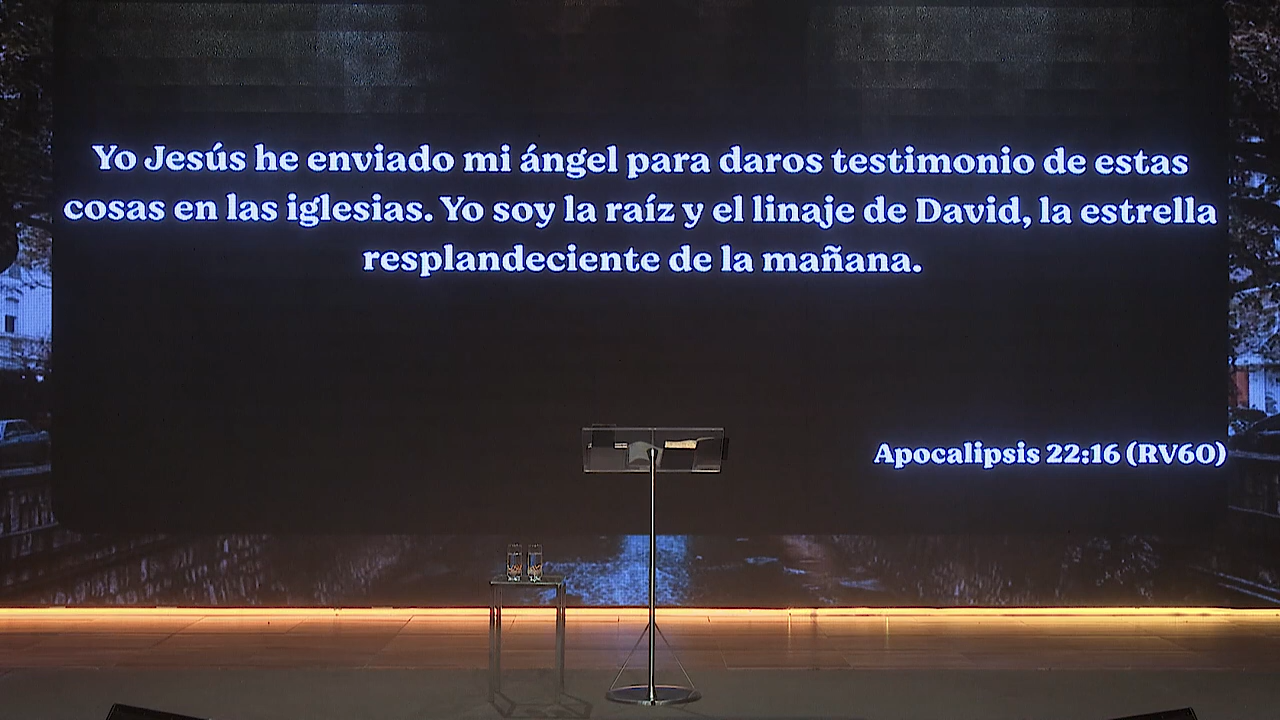 Yo Jesús he enviado mi ángel para daros testimonio de estas
cosas en las iglesias. Yo soy la raíz y el linaje de David, la estrella
resplandeciente de la mañana.
Apocalipsis 22:16 (RV60)